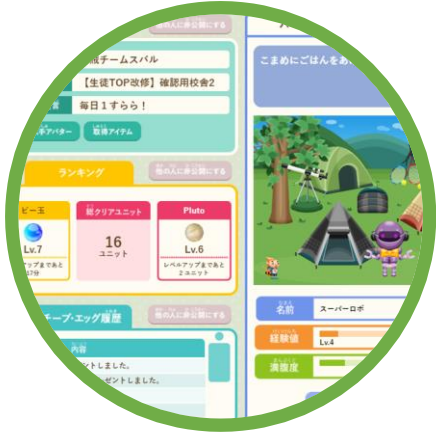 他の人に非公開にする
チームスバル
【生徒TOP改修】確認用校舎2
毎日1すらら！
アバター
取得アイテム
ランキング
他の人に非公開にする
ビー玉
Lv.7
アップまであと
17分
総クリアユニット
16
ユニット
Pluto
Lv.6
レベルアップまであと
2ユニット
チーブ・エッグ履歴
他の人に非公開にする
内容
ントしました。
ゼントしました。
こまめにごはんをあ
名前
スーパーロボ
経験値
Lv.4
満腹度